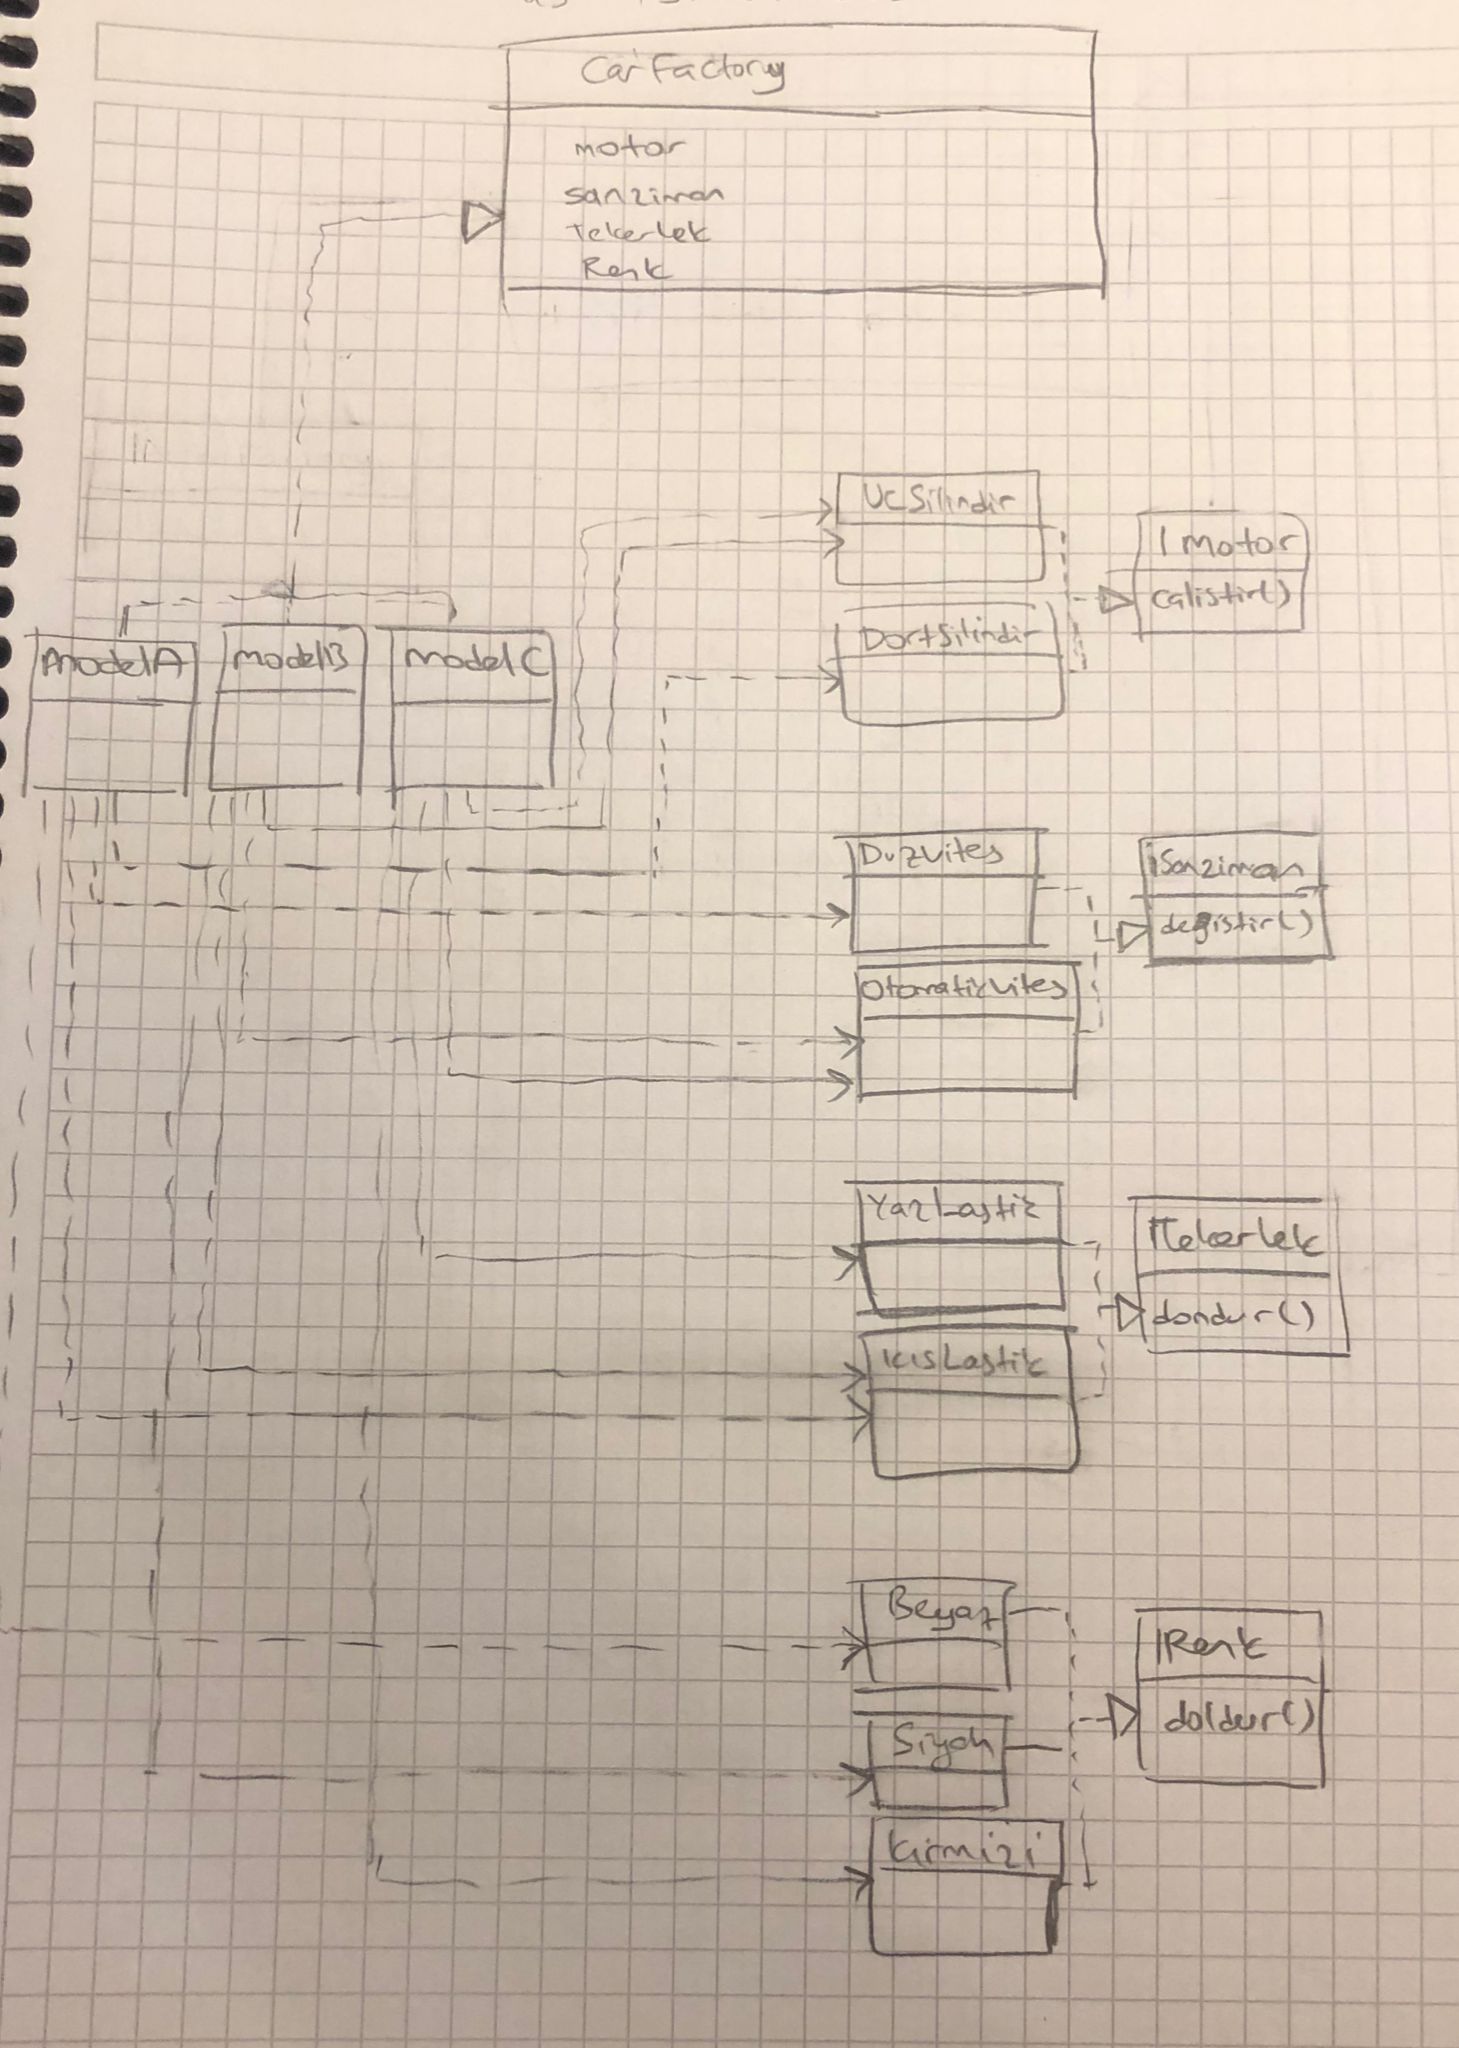 CarFactory
motor
sanziman
Tekerlek
Renk
UcSilindir
Imotor
calistir()
DortSilindir
modelA
modelB
modelC
DuzVites
iSanziman
degistir()
OtomatikVites
YazLastik
ITekerlek
dondur()
KisLastik
Beyaz
IRenk
doldur()
Siyah
Kirmizi